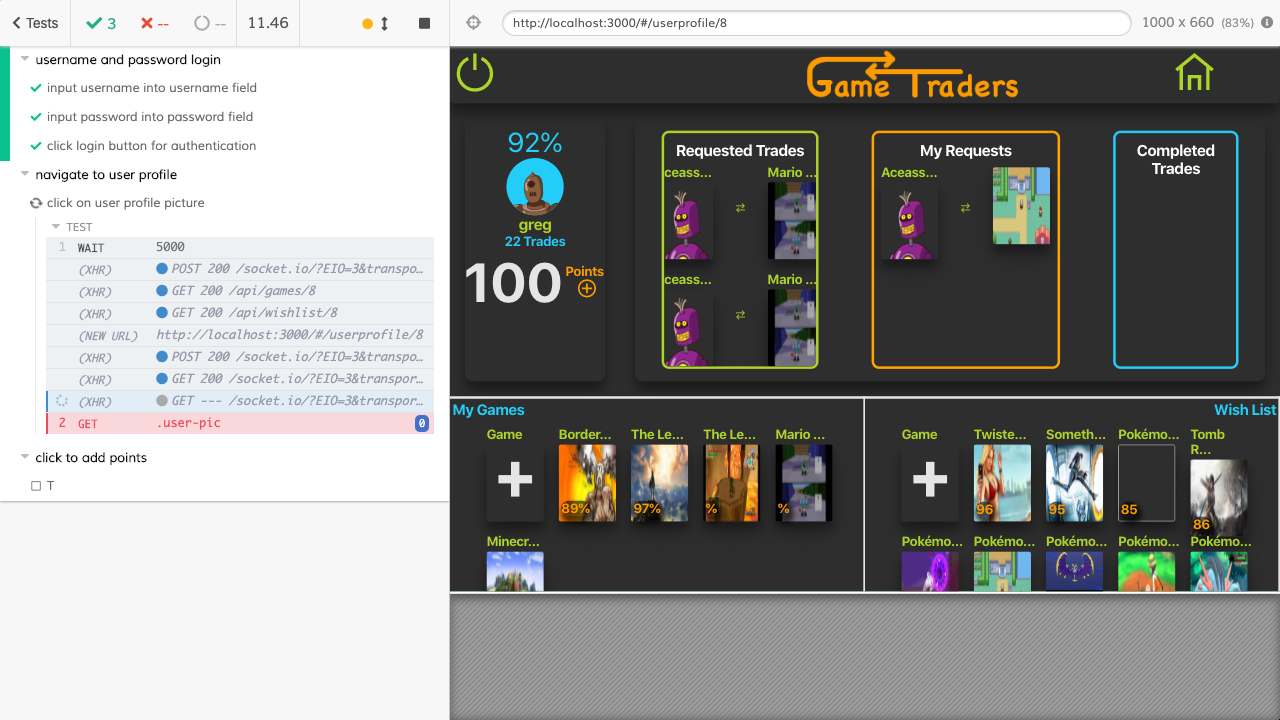 Tests
3
--
--
11.46
http://localhost:3000/#/userprofile/8
1000 x 660 (83%)
username and password login
input username into username field
input password into password field
click login button for authentication
navigate to user profile
click on user profile picture
TEST
1 WAIT 5000
(XHR) POST 200 /socket.io/?EIO=3&transpo...
(XHR) GET 200 /api/games/8
(XHR) GET 200 /api/wishlist/8
(NEW URL) http://localhost:3000/#/userprofile/8
(XHR) POST 200 /socket.io/?EIO=3&transpo...
(XHR) GET 200 /socket.io/?EIO=3&transpor...
(XHR) GET --- /socket.io/?EIO=3&transpor...
2 GET .user-pic 0
click to add points
T
Game Traders
92%
greg
22 Trades
100 Points
Requested Trades
ceass... Mario ...
ceass... Mario ...
My Requests
Aceass...
Completed
Trades
My Games
Game Border... The Le... The Le... Mario ...
89% 97% % %
Minecr...
Wish List
Game Twiste... Someth... Pokémo... Tomb
R...
96 95 85 86
Pokémo... Pokémo... Pokémo... Pokémo... Pokémo...